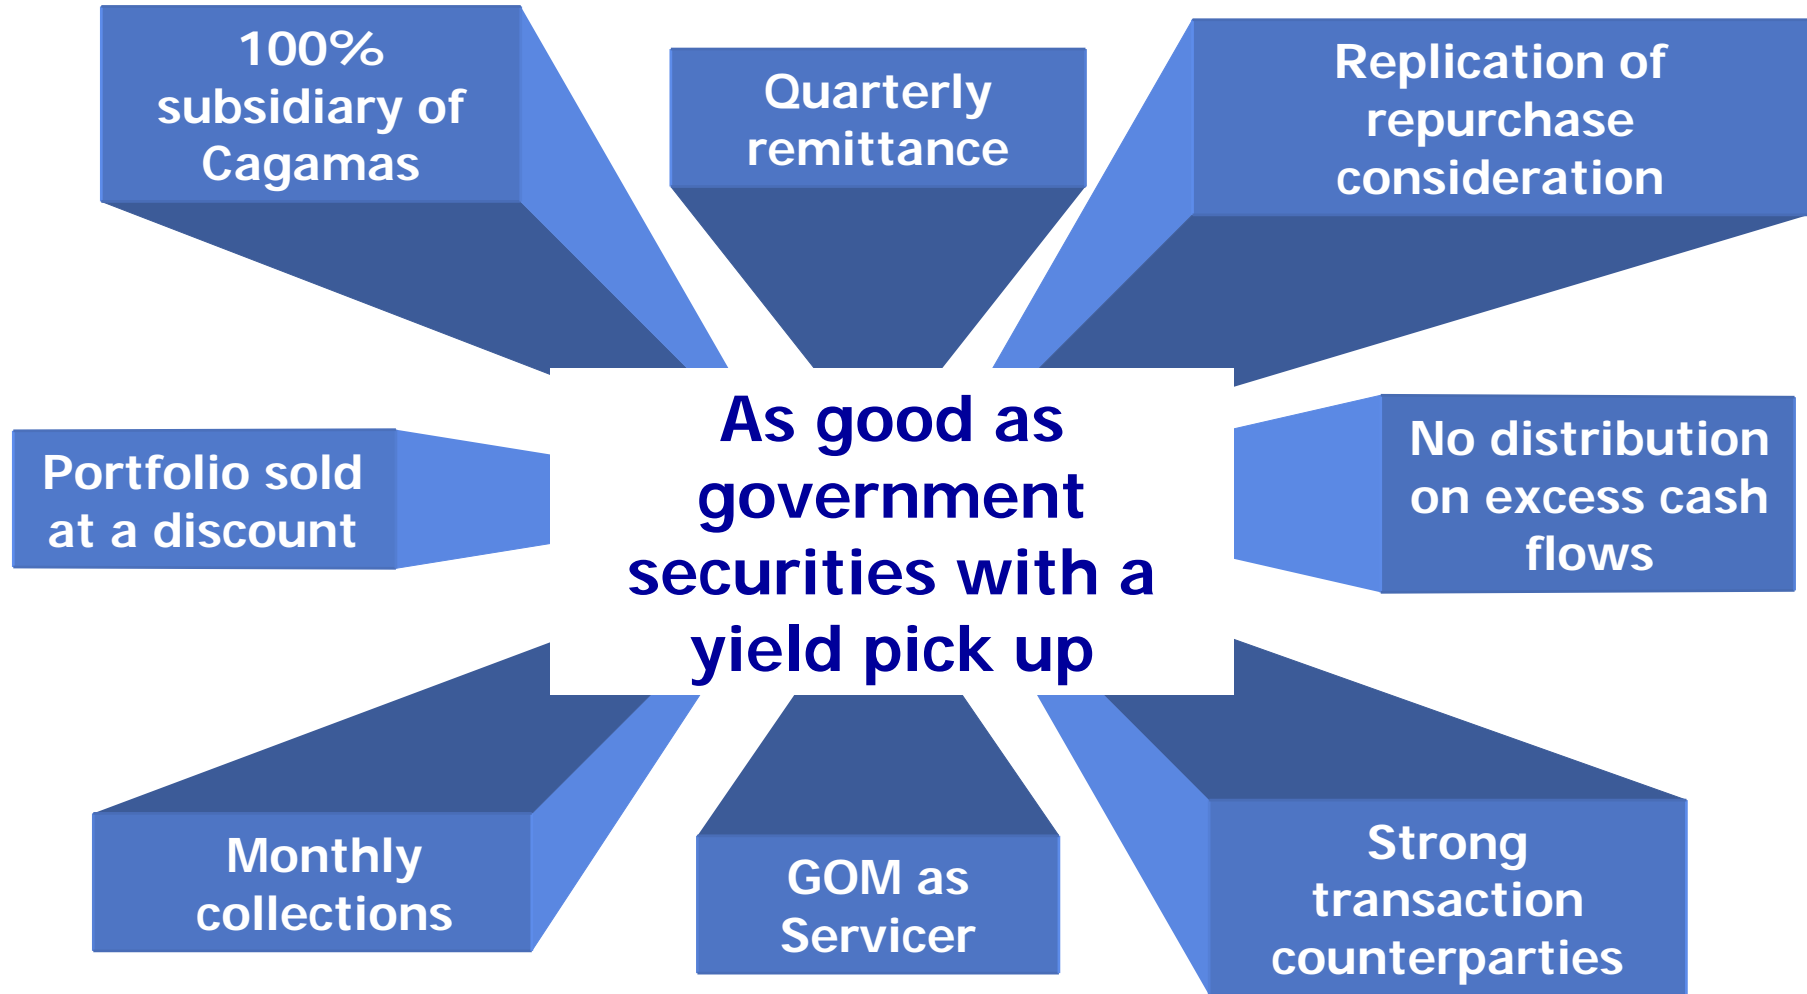 100%
subsidiary of
Cagamas
Quarterly
remittance
Replication of
repurchase
consideration
Portfolio sold
at a discount
As good as
government
securities with a
yield pick up
No distribution
on excess cash
flows
Monthly
collections
GOM as
Servicer
Strong
transaction
counterparties